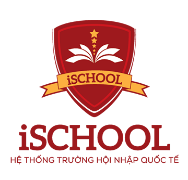 iSCHOOL
iSCHOOL
HỆ THỐNG TRƯỜNG HỘI NHẬP QUỐC TẾ